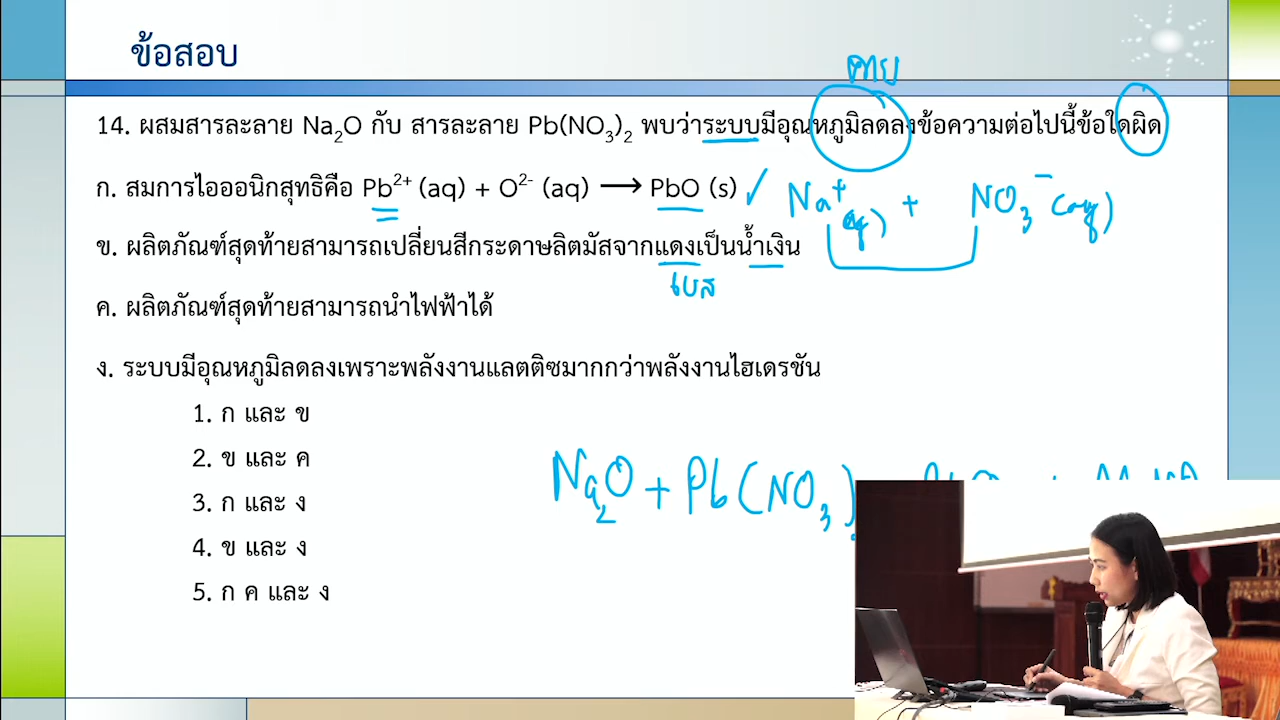 ข้อสอบ
คาย
14. ผสมสารละลาย Na₂O กับ สารละลาย Pb(NO₃)₂ พบว่าระบบมีอุณหภูมิลดลงข้อความต่อไปนี้ข้อใดผิด
ก. สมการไอออนิกสุทธิคือ Pb²⁺ (aq) + O²⁻ (aq) ⟶ PbO (s) ✓ Na⁺(aq) + NO₃⁻(aq)
ข. ผลิตภัณฑ์สุดท้ายสามารถเปลี่ยนสีกระดาษลิตมัสจากแดงเป็นน้ำเงิน
เบส
ค. ผลิตภัณฑ์สุดท้ายสามารถนำไฟฟ้าได้
ง. ระบบมีอุณหภูมิลดลงเพราะพลังงานแลตติซมากกว่าพลังงานไฮเดรชัน
1. ก และ ข
2. ข และ ค
3. ก และ ง
4. ข และ ง
5. ก ค และ ง
Na₂O + Pb(NO₃)